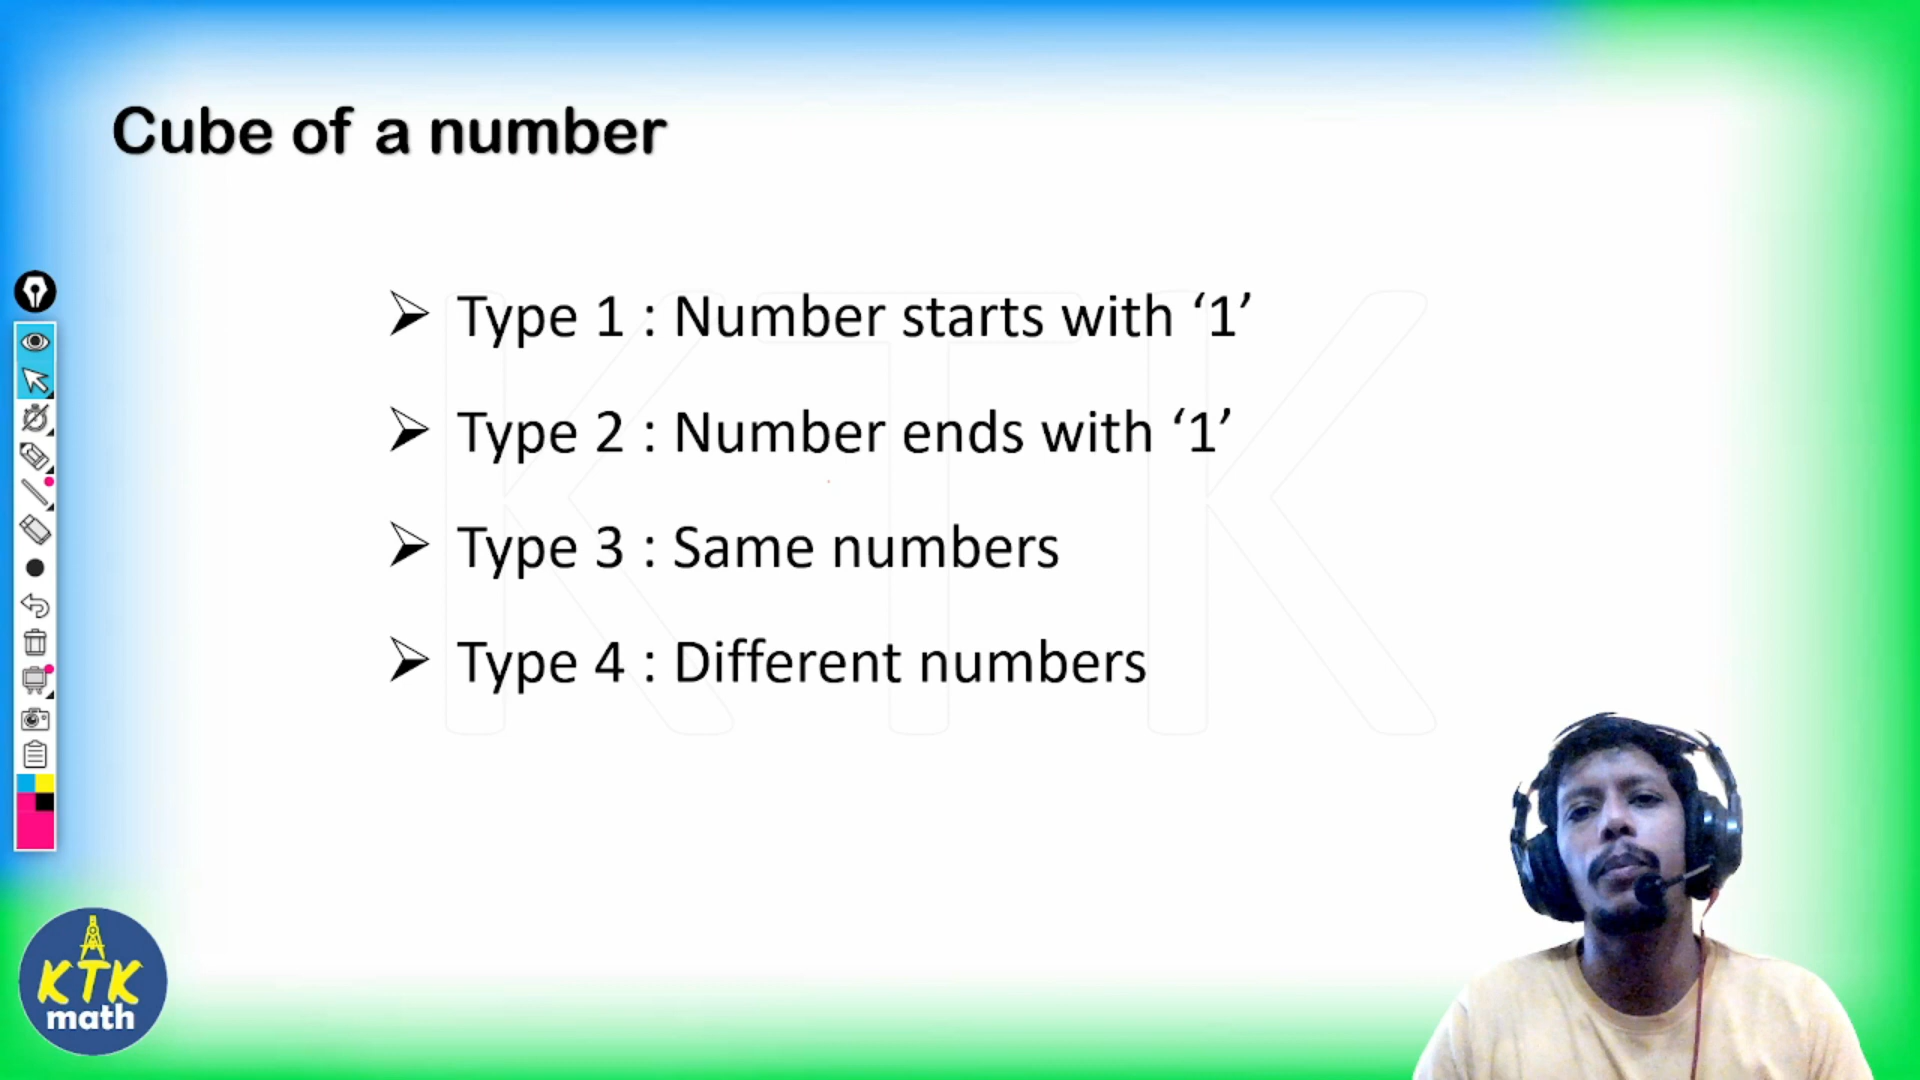 Cube of a number
➢ Type 1 : Number starts with ‘1’
➢ Type 2 : Number ends with ‘1’
➢ Type 3 : Same numbers
➢ Type 4 : Different numbers
KTK
KTK
math